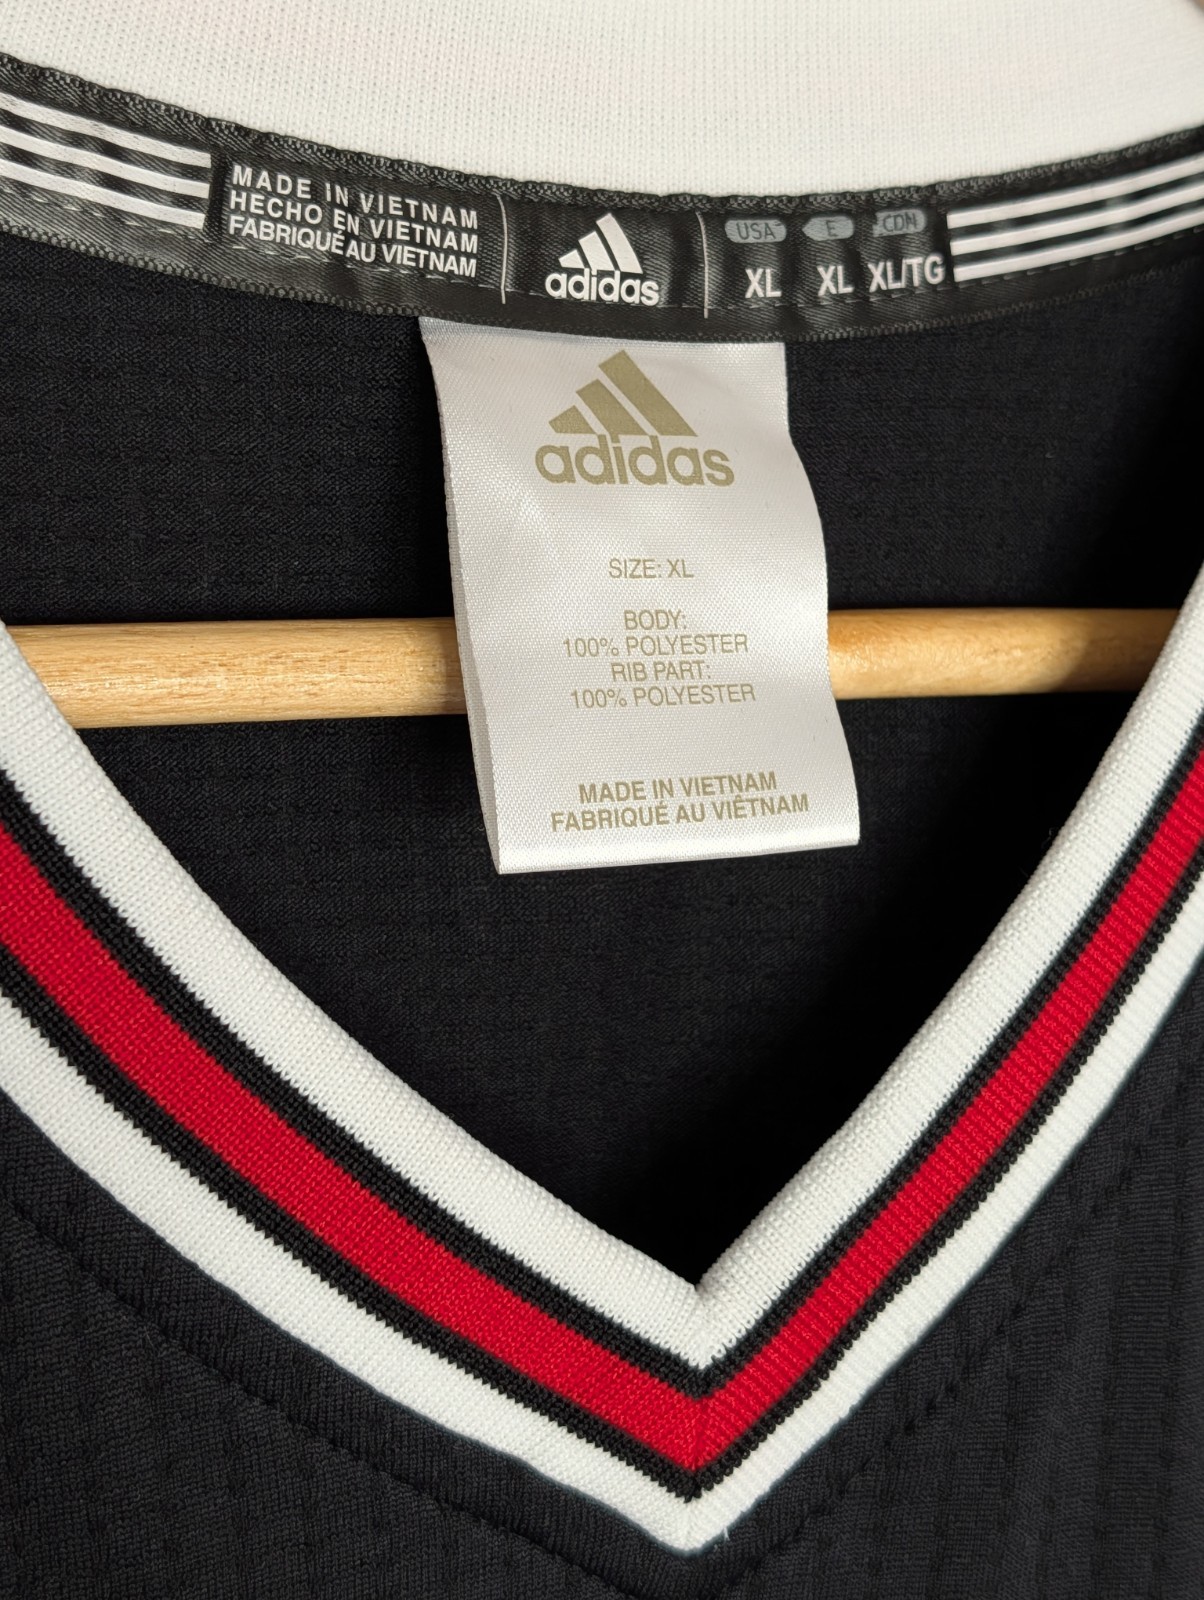 MADE IN VIETNAM
HECHO EN VIETNAM
FABRIQUÉ AU VIETNAM
adidas
USA E CDN
XL XL XL/TG
adidas
SIZE: XL
BODY:
100% POLYESTER
RIB PART:
100% POLYESTER
MADE IN VIETNAM
FABRIQUÉ AU VIÊTNAM